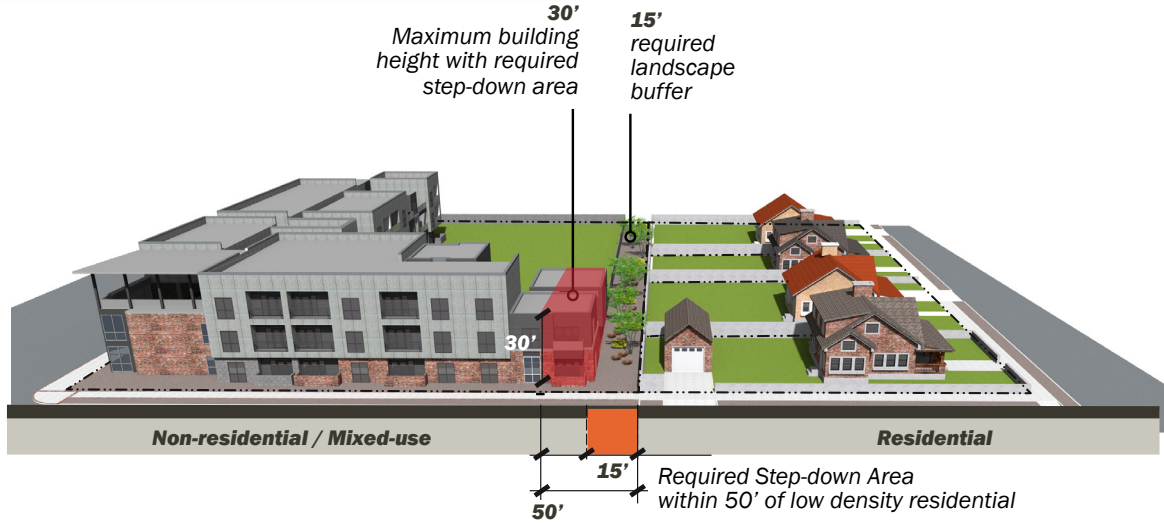 30’
Maximum building
height with required
step-down area
15’
required
landscape
buffer
30’
Non-residential / Mixed-use
Residential
15’
50’
Required Step-down Area
within 50’ of low density residential